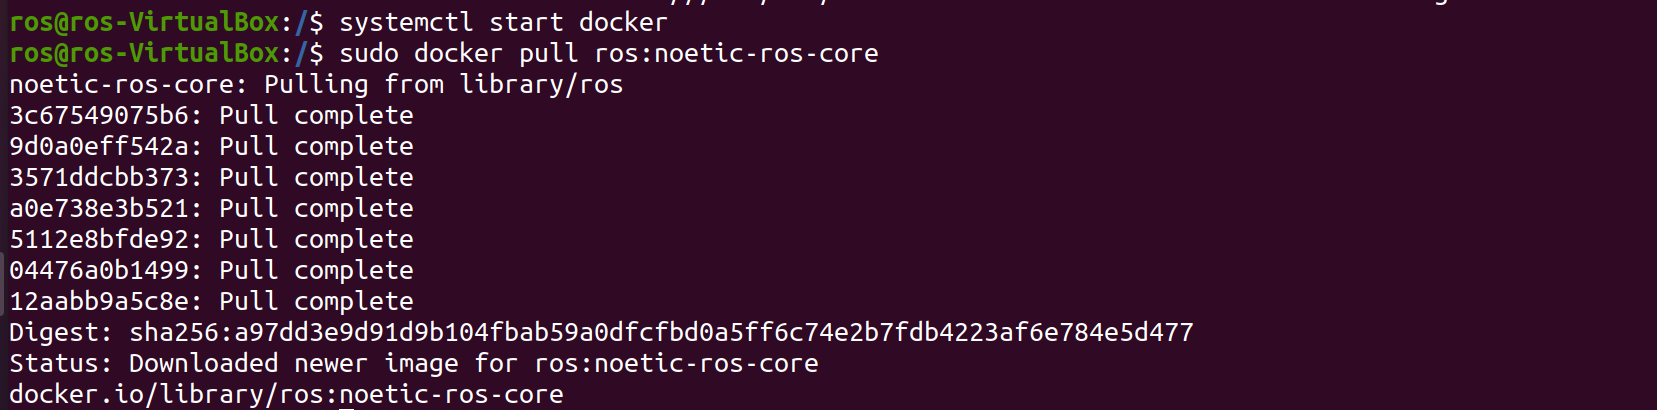 ros@ros-VirtualBox:/$ systemctl start docker
ros@ros-VirtualBox:/$ sudo docker pull ros:noetic-ros-core
noetic-ros-core: Pulling from library/ros
3c67549075b6: Pull complete
9d0a0eff542a: Pull complete
3571ddcbb373: Pull complete
a0e738e3b521: Pull complete
5112e8bfde92: Pull complete
04476a0b1499: Pull complete
12aabb9a5c8e: Pull complete
Digest: sha256:a97dd3e9d91d9b104fbab59a0dfcfbd0a5ff6c74e2b7fdb4223af6e784e5d477
Status: Downloaded newer image for ros:noetic-ros-core
docker.io/library/ros:noetic-ros-core